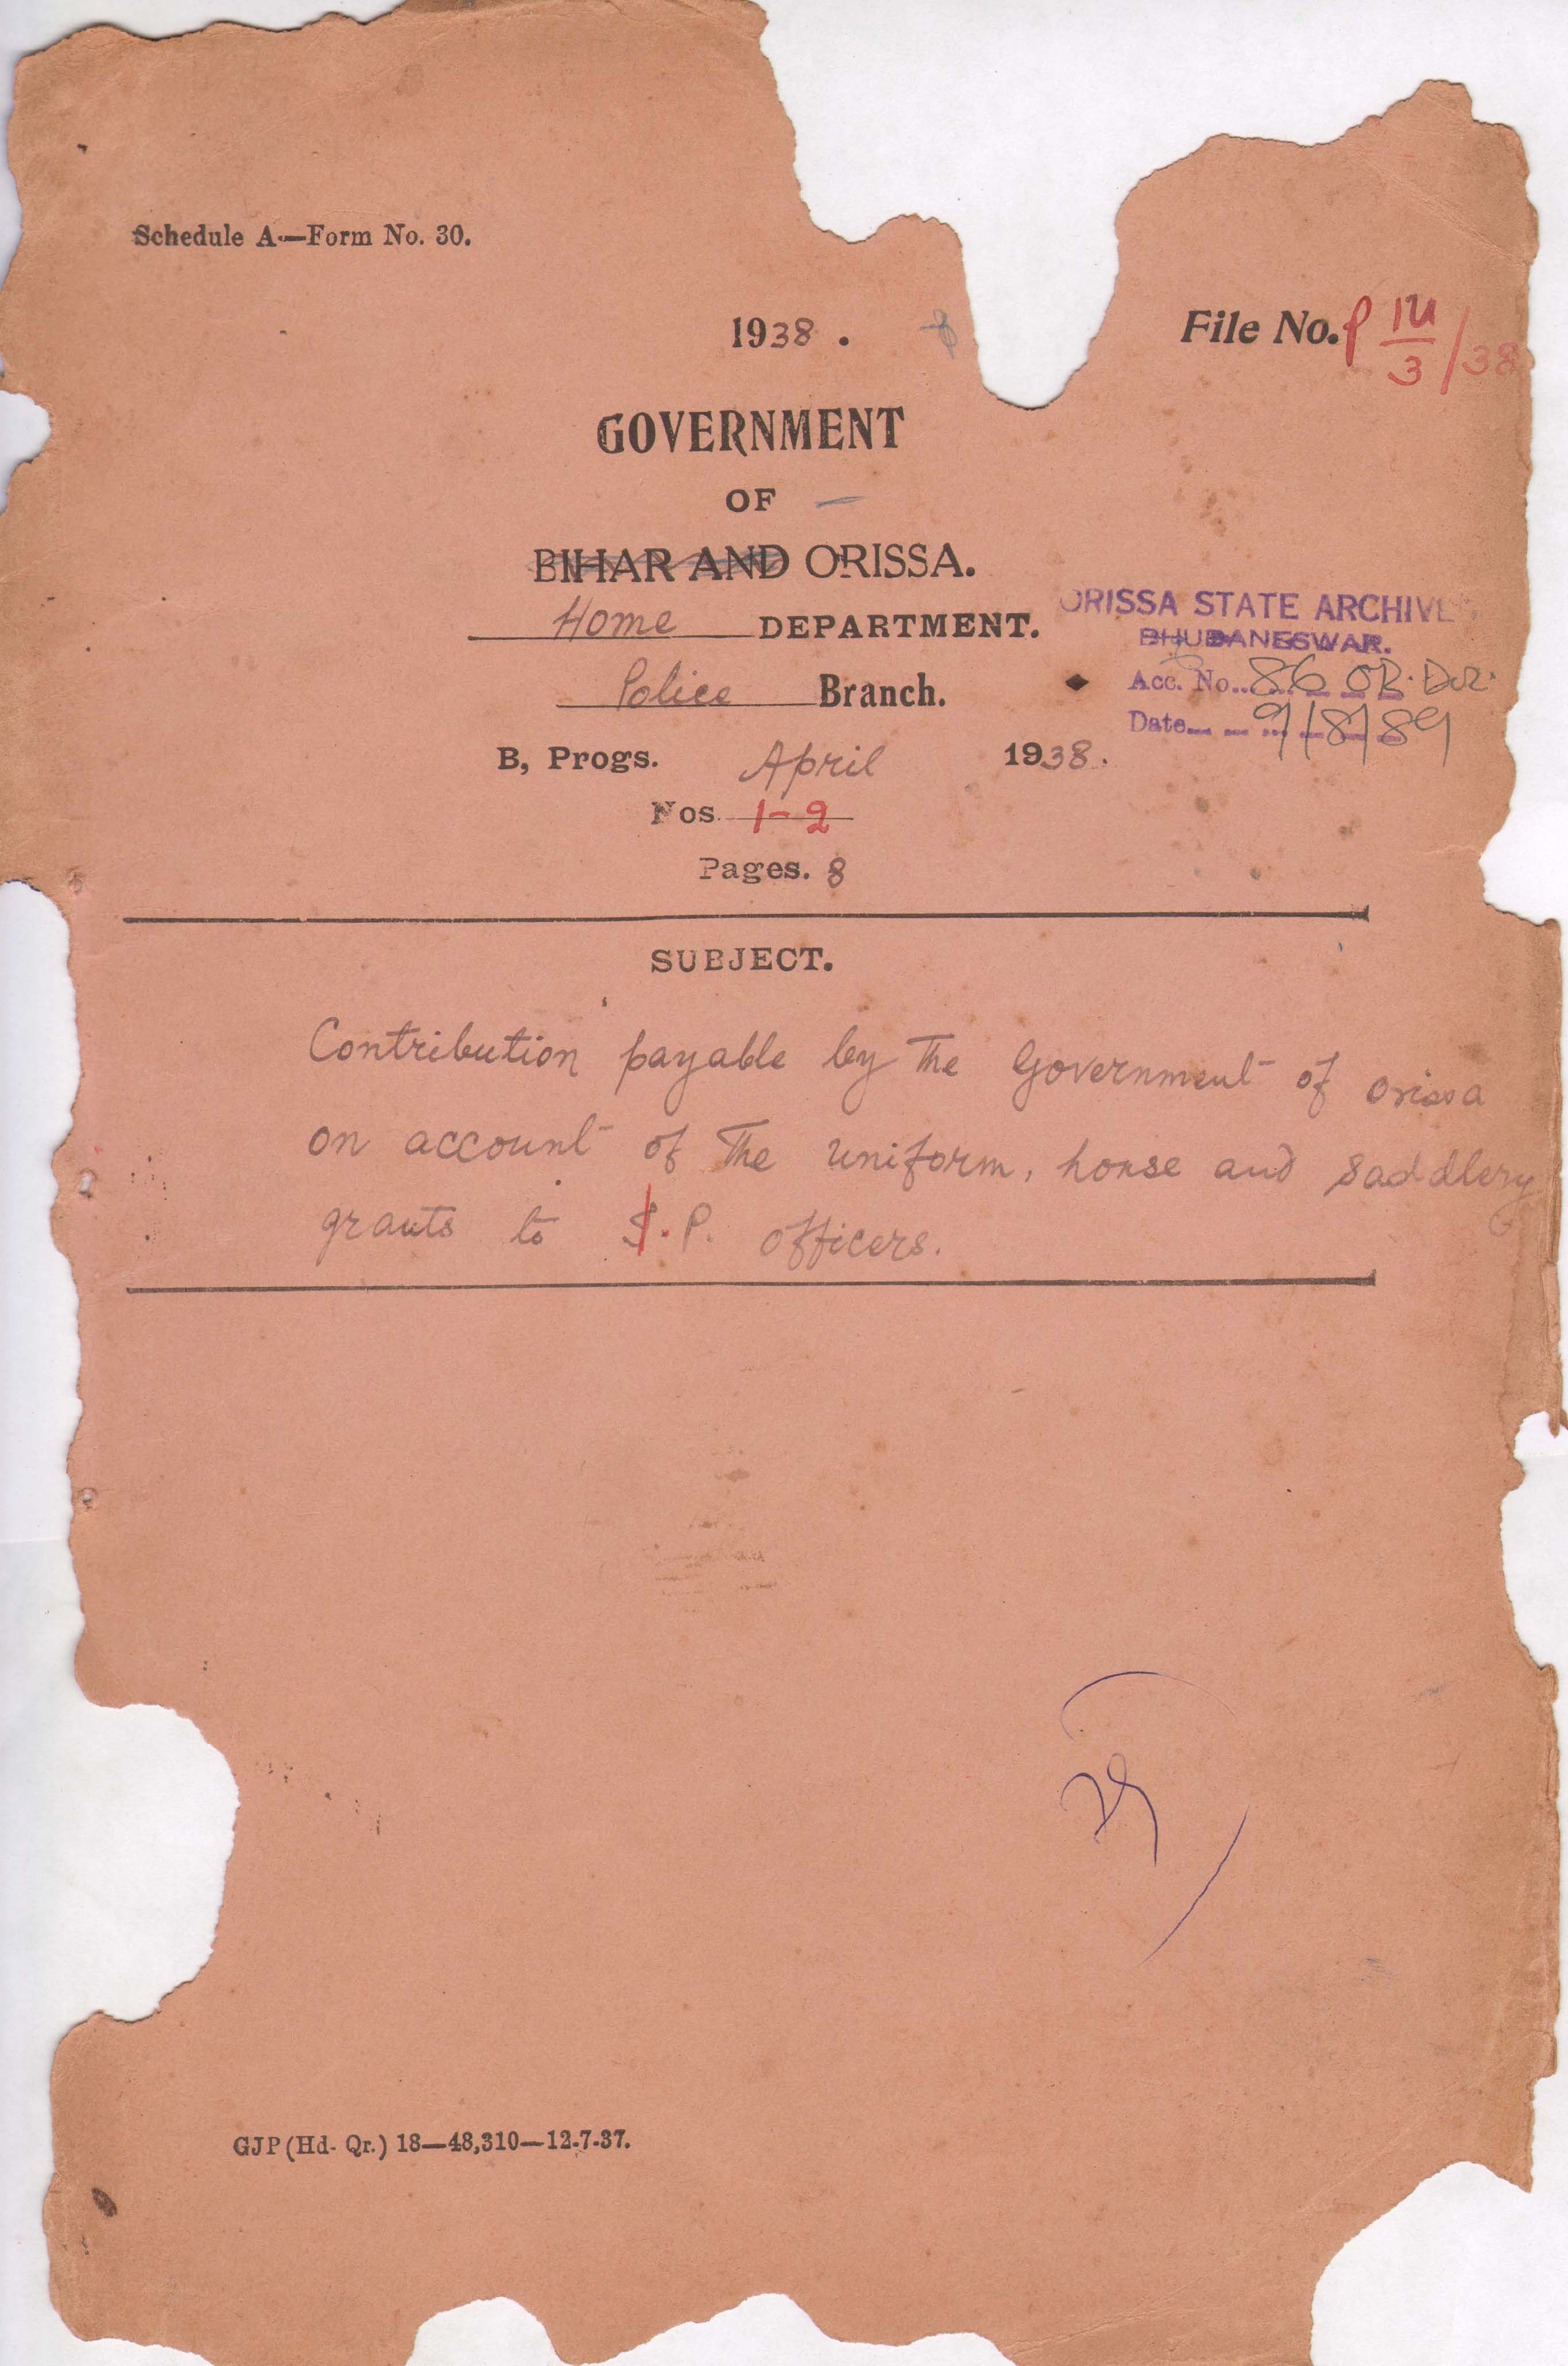 Schedule A—Form No. 30.
1938.
File No. P
3/38
GOVERNMENT
OF
BIHAR AND ORISSA.
Home DEPARTMENT.
ORISSA STATE ARCHIVE
BHUBANESWAR.
Police Branch.
Acc. No. 86 OB.
Date 9/8/89
B, Progs. April 1938.
Nos. 1-2
Pages. 8
SUBJECT.
Contribution payable by The Government of orissa
on account of The uniform, horse and saddlery
grants to I.P. officers.
GJP (Hd. Qr.) 18—48,310—12-7-37.